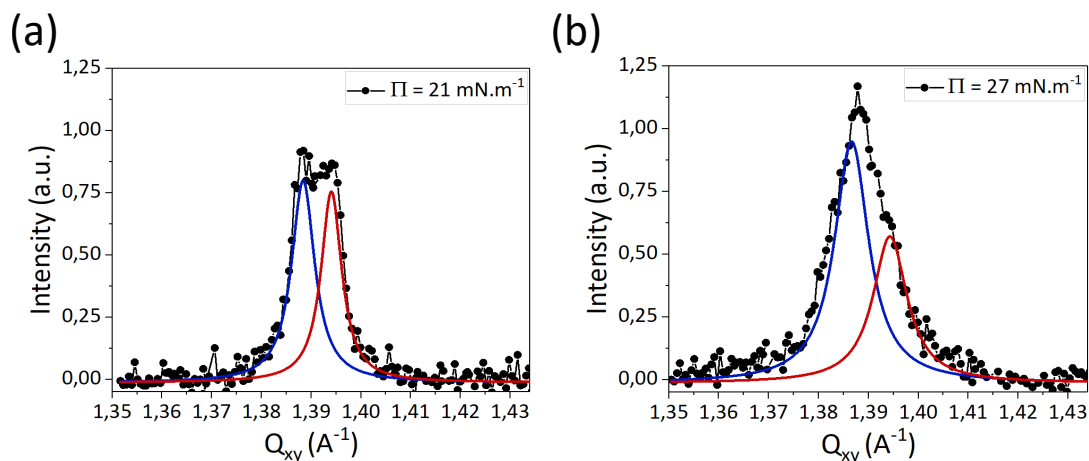 (a)
1,25
1,00
0,75
0,50
0,25
0,00
Intensity (a.u.)
Π = 21 mN.m⁻¹
1,35 1,36 1,37 1,38 1,39 1,40 1,41 1,42 1,43
Qxy (A⁻¹)
(b)
1,25
1,00
0,75
0,50
0,25
0,00
Intensity (a.u.)
Π = 27 mN.m⁻¹
1,35 1,36 1,37 1,38 1,39 1,40 1,41 1,42 1,43
Qxy (A⁻¹)